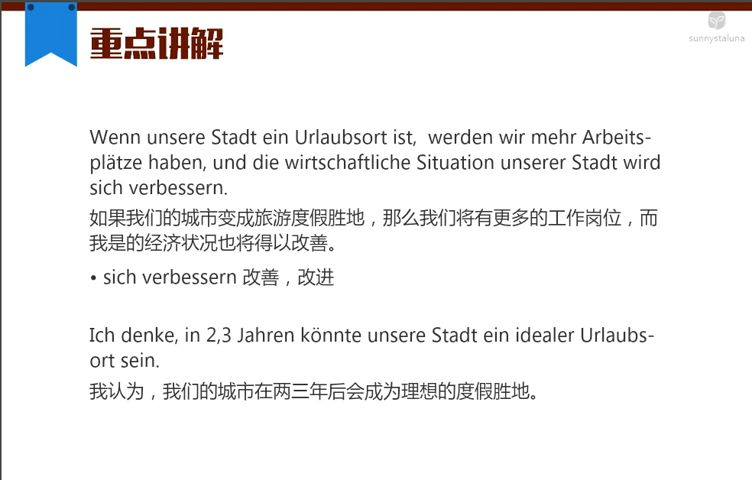 重点讲解
sunnystaluna
Wenn unsere Stadt ein Urlaubsort ist, werden wir mehr Arbeits-
plätze haben, und die wirtschaftliche Situation unserer Stadt wird
sich verbessern.
如果我们的城市变成旅游度假胜地，那么我们将有更多的工作岗位，而
我是的经济状况也将得以改善。
• sich verbessern 改善，改进
Ich denke, in 2,3 Jahren könnte unsere Stadt ein idealer Urlaubs-
ort sein.
我认为，我们的城市在两三年后会成为理想的度假胜地。